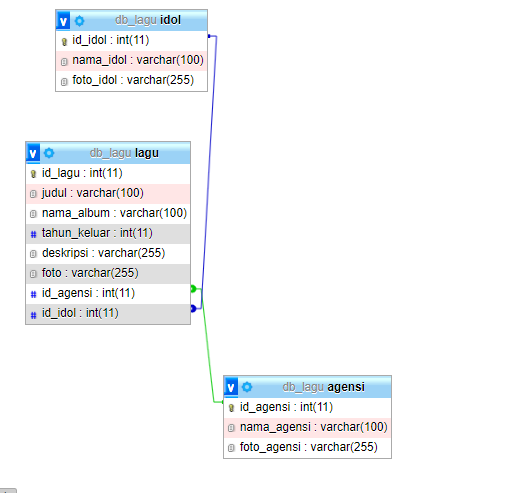 v db_lagu idol
id_idol : int(11)
nama_idol : varchar(100)
foto_idol : varchar(255)
v db_lagu lagu
id_lagu : int(11)
judul : varchar(100)
nama_album : varchar(100)
# tahun_keluar : int(11)
deskripsi : varchar(255)
foto : varchar(255)
# id_agensi : int(11)
# id_idol : int(11)
v db_lagu agensi
id_agensi : int(11)
nama_agensi : varchar(100)
foto_agensi : varchar(255)